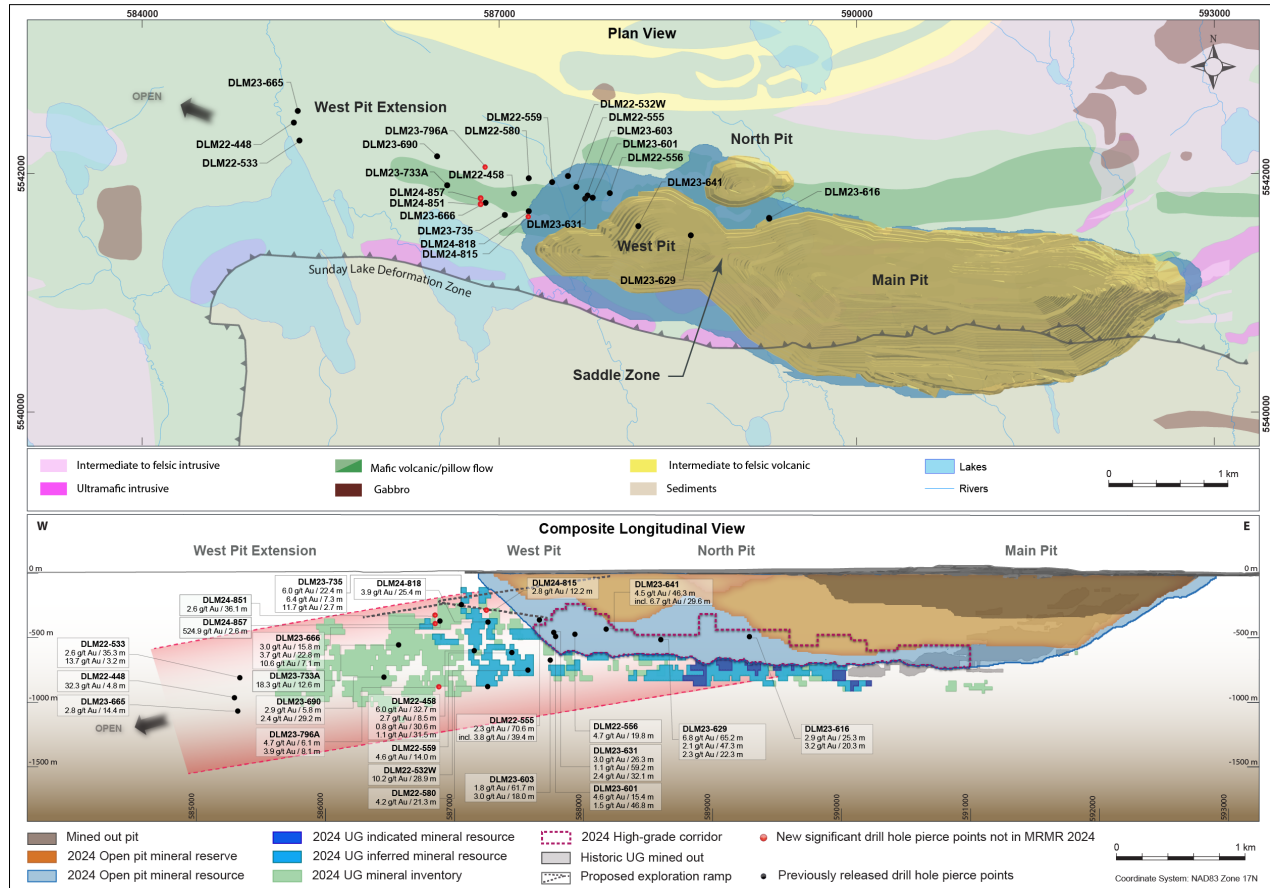 584000
587000
590000
593000
Plan View
N
DLM23-665
OPEN
West Pit Extension
DLM22-532W
DLM22-559
DLM22-555
DLM23-796A
DLM22-580
DLM23-603
North Pit
DLM22-448
DLM23-690
DLM23-601
DLM22-533
DLM22-556
5542000
5542000
DLM23-733A
DLM22-458
DLM23-641
DLM24-857
DLM23-616
DLM24-851
DLM23-666
DLM23-631
DLM23-735
DLM24-818
West Pit
DLM24-815
Sunday Lake Deformation Zone
DLM23-629
Main Pit
Saddle Zone
5540000
5540000
Intermediate to felsic intrusive
Mafic volcanic/pillow flow
Intermediate to felsic volcanic
Lakes
0
1 km
Ultramafic intrusive
Gabbro
Sediments
Rivers
W
Composite Longitudinal View
E
West Pit Extension
West Pit
North Pit
Main Pit
0 m
0 m
DLM23-735
6.0 g/t Au / 22.4 m
6.4 g/t Au / 7.3 m
11.7 g/t Au / 2.7 m
DLM24-818
3.9 g/t Au / 25.4 m
DLM24-815
2.8 g/t Au / 12.2 m
DLM23-641
4.5 g/t Au / 46.3 m
incl. 6.7 g/t Au / 29.6 m
DLM24-851
2.6 g/t Au / 36.1 m
DLM24-857
524.9 g/t Au / 2.6 m
-500 m
-500 m
DLM23-666
3.0 g/t Au / 15.8 m
3.7 g/t Au / 22.8 m
10.6 g/t Au / 7.1 m
DLM22-533
2.6 g/t Au / 35.3 m
13.7 g/t Au / 3.2 m
DLM22-448
32.3 g/t Au / 4.8 m
DLM23-665
2.8 g/t Au / 14.4 m
DLM23-733A
18.3 g/t Au / 12.6 m
-1000 m
-1000 m
DLM23-690
2.9 g/t Au / 5.8 m
2.4 g/t Au / 29.2 m
DLM22-458
6.0 g/t Au / 32.7 m
2.7 g/t Au / 8.5 m
0.8 g/t Au / 30.6 m
1.1 g/t Au / 31.5 m
OPEN
DLM23-796A
4.7 g/t Au / 6.1 m
3.9 g/t Au / 8.1 m
DLM22-555
2.3 g/t Au / 70.6 m
incl. 3.8 g/t Au / 39.4 m
DLM22-556
4.7 g/t Au / 19.8 m
DLM23-629
6.8 g/t Au / 65.2 m
2.1 g/t Au / 47.3 m
2.3 g/t Au / 22.3 m
DLM23-616
2.9 g/t Au / 25.3 m
3.2 g/t Au / 20.3 m
DLM22-559
4.6 g/t Au / 14.0 m
DLM23-631
3.0 g/t Au / 26.3 m
1.1 g/t Au / 59.2 m
2.4 g/t Au / 32.1 m
-1500 m
-1500 m
DLM22-532W
10.2 g/t Au / 28.9 m
DLM23-603
1.8 g/t Au / 61.7 m
3.0 g/t Au / 18.0 m
DLM22-580
4.2 g/t Au / 21.3 m
DLM23-601
4.6 g/t Au / 15.4 m
1.5 g/t Au / 46.8 m
585000
586000
587000
588000
589000
590000
591000
592000
593000
Mined out pit
2024 UG indicated mineral resource
2024 High-grade corridor
New significant drill hole pierce points not in MRMR 2024
2024 Open pit mineral reserve
2024 UG inferred mineral resource
Historic UG mined out
0
1 km
2024 Open pit mineral resource
2024 UG mineral inventory
Proposed exploration ramp
Previously released drill hole pierce points
Coordinate System: NAD83 Zone 17N